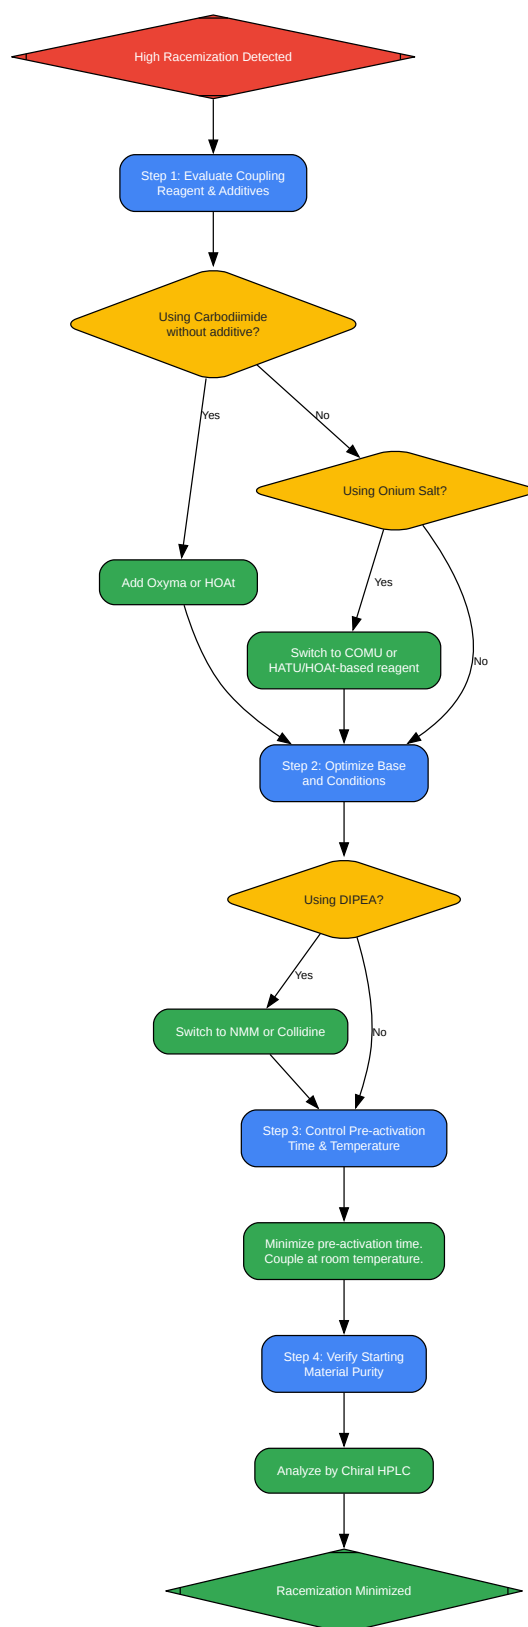 High Racemization Detected
Step 1: Evaluate Coupling
Reagent & Additives
Using Carbodiimide
without additive?
Yes
No
Using Onium Salt?
Add Oxyma or HOAt
Yes
Switch to COMU or
HATU/HOAt-based reagent
No
Step 2: Optimize Base
and Conditions
Using DIPEA?
Yes
Switch to NMM or Collidine
No
Step 3: Control Pre-activation
Time & Temperature
Minimize pre-activation time.
Couple at room temperature.
Step 4: Verify Starting
Material Purity
Analyze by Chiral HPLC
Racemization Minimized